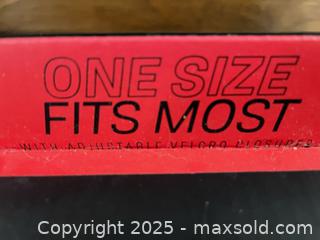 ONE SIZE
FITS MOST
WITH ADJUSTABLE VELCRO CLOSURES
Copyright © 2025 - maxsold.com